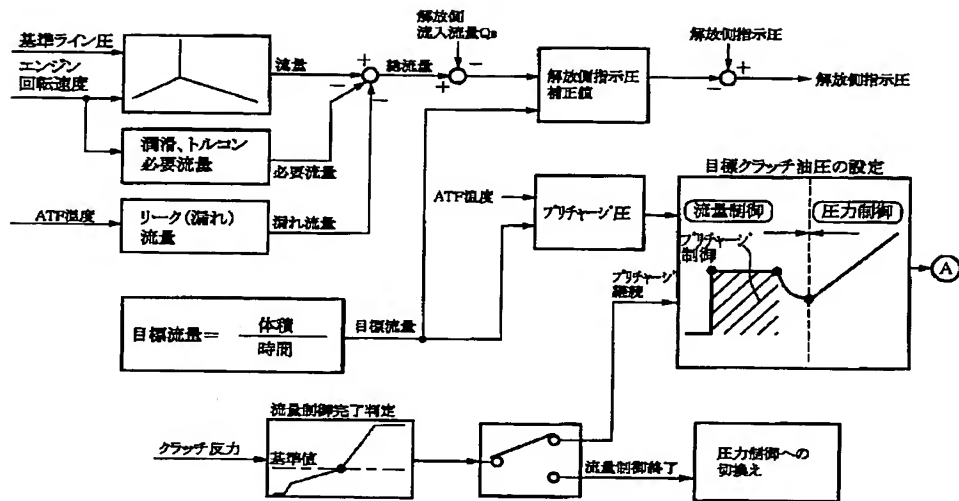 基準ライン圧
エンジン
回転速度
流量
潤滑、トルコン
必要流量
必要流量
ATF温度
リーク(漏れ)
流量
漏れ流量
総流量
解放側
流入流量QB
解放側指示圧
補正値
解放側指示圧
解放側指示圧
目標流量=
体積
時間
目標流量
ATF温度
プリチャージ圧
目標クラッチ油圧の設定
流量制御
圧力制御
プリチャージ
制御
プリチャージ
継続
A
流量制御完了判定
クラッチ反力
基準値
流量制御終了
圧力制御への
切換え